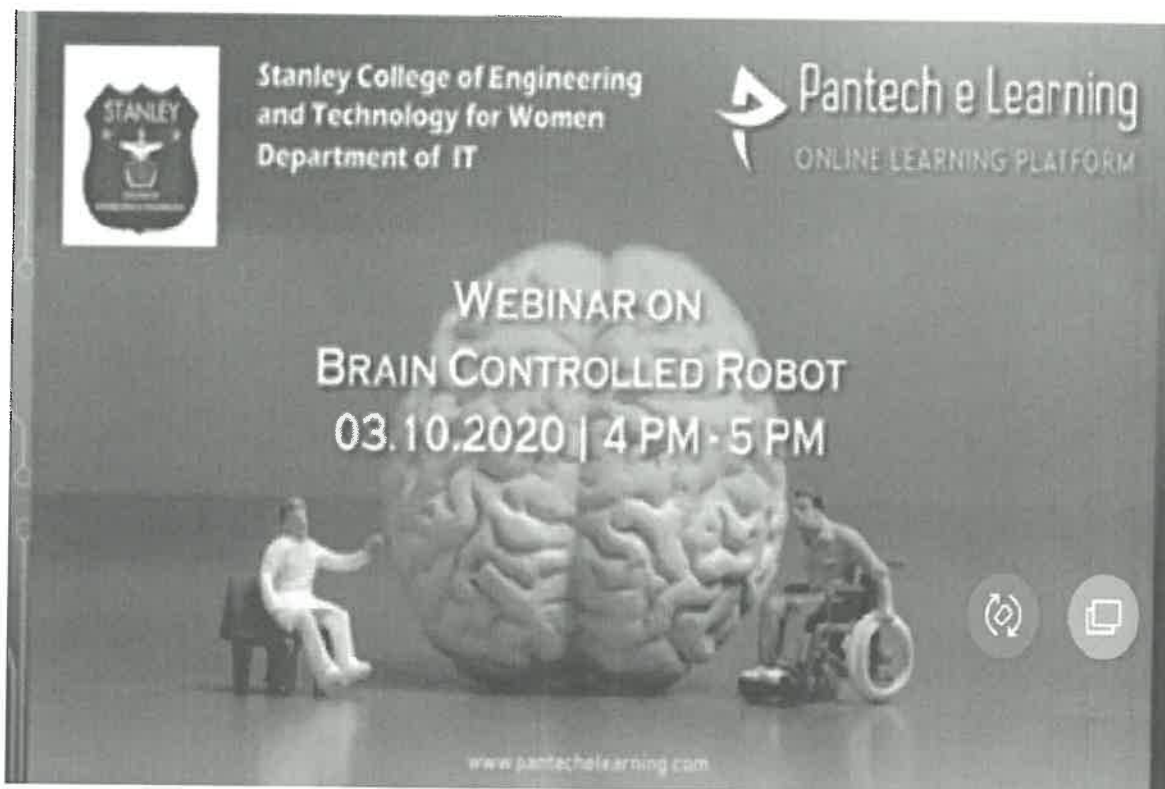 STANLEY
Stanley College of Engineering
and Technology for Women
Department of IT
Pantech e Learning
ONLINE LEARNING PLATFORM
WEBINAR ON
BRAIN CONTROLLED ROBOT
03.10.2020 | 4 PM - 5 PM
www.pantechelearning.com